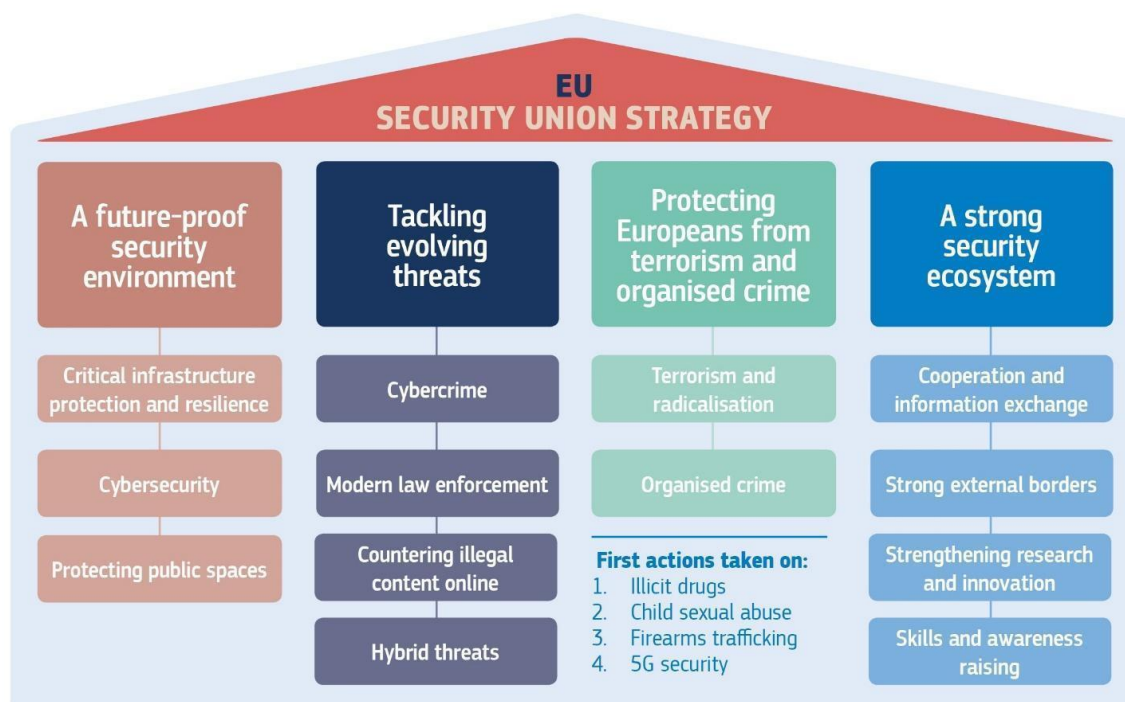 EU
SECURITY UNION STRATEGY
A future-proof
security
environment
Critical infrastructure
protection and resilience
Cybersecurity
Protecting public spaces
Tackling
evolving
threats
Cybercrime
Modern law enforcement
Countering illegal
content online
Hybrid threats
Protecting
Europeans from
terrorism and
organised crime
Terrorism and
radicalisation
Organised crime
First actions taken on:
1. Illicit drugs
2. Child sexual abuse
3. Firearms trafficking
4. 5G security
A strong
security
ecosystem
Cooperation and
information exchange
Strong external borders
Strengthening research
and innovation
Skills and awareness
raising